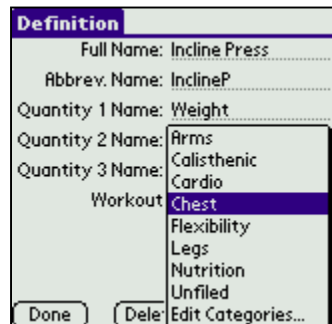 Definition
Full Name: Incline Press
Abbrev. Name: InclineP
Quantity 1 Name: Weight
Quantity 2 Name: Arms
Calisthenic
Quantity 3 Name: Cardio
Workout Chest
Flexibility
Legs
Nutrition
Unfiled
Done Dele Edit Categories...